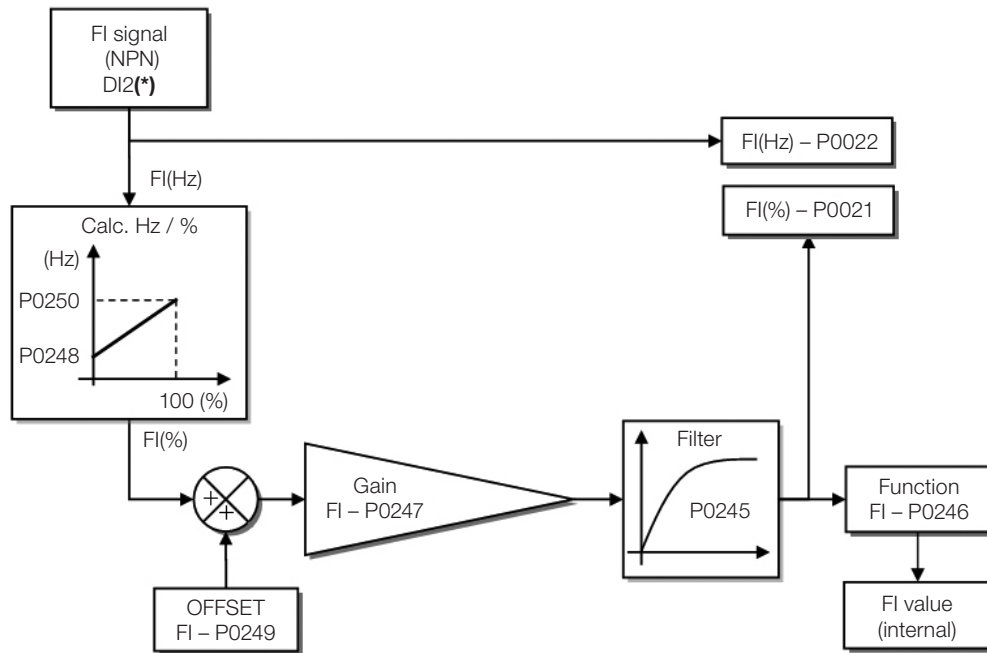 FI signal
(NPN)
DI2(*)
FI(Hz) – P0022
FI(Hz)
FI(%) – P0021
Calc. Hz / %
(Hz)
P0250
P0248
100 (%)
FI(%)
Gain
FI – P0247
Filter
P0245
Function
FI – P0246
+
+
OFFSET
FI – P0249
FI value
(internal)